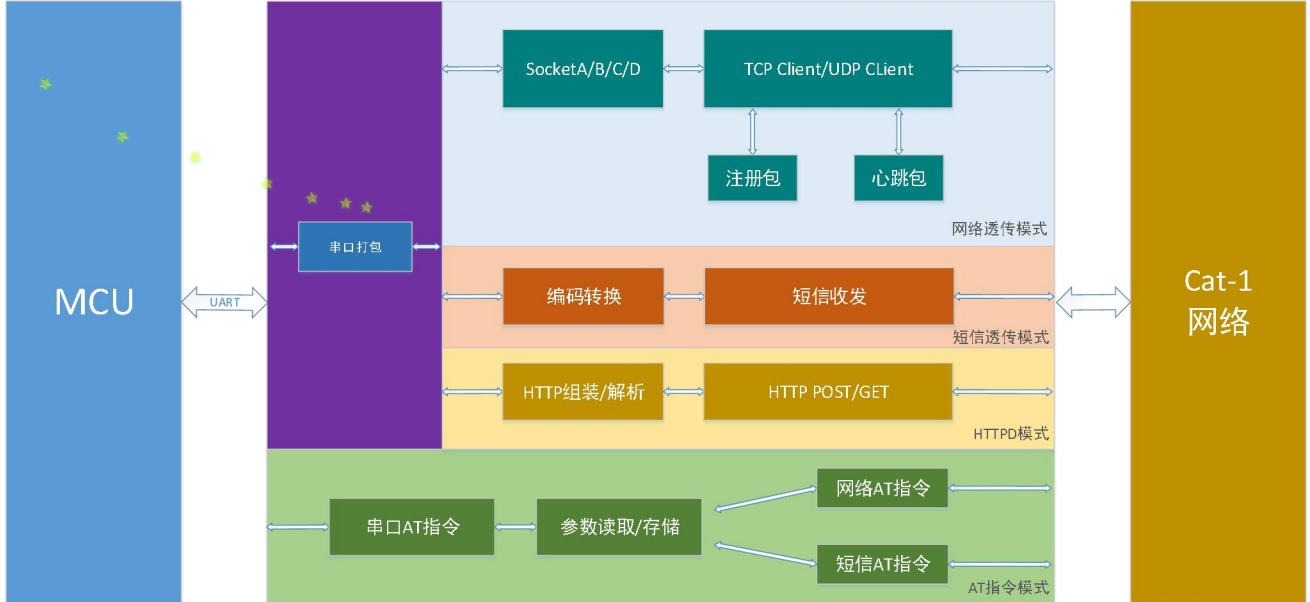 MCU
UART
串口打包
SocketA/B/C/D
TCP Client/UDP CLient
注册包
心跳包
网络透传模式
编码转换
短信收发
短信透传模式
HTTP组装/解析
HTTP POST/GET
HTTPD模式
串口AT指令
参数读取/存储
网络AT指令
短信AT指令
AT指令模式
Cat-1
网络